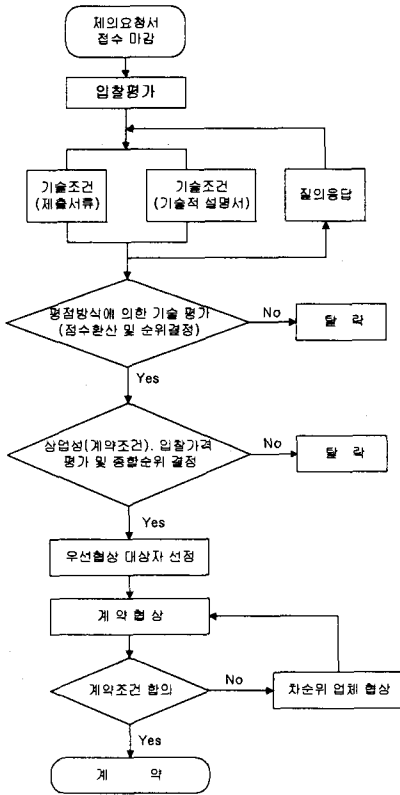 제의요청서
접수 마감
입찰평가
기술조건
(제출서류)
기술조건
(기술적 설명서)
질의응답
평점방식에 의한 기술 평가
(점수환산 및 순위결정)
No
탈 락
Yes
상업성(계약조건). 입찰가격
평가 및 종합순위 결정
No
탈 락
Yes
우선협상 대상자 선정
계 약 협 상
계약조건 합의
No
차순위 업체 협상
Yes
계 약